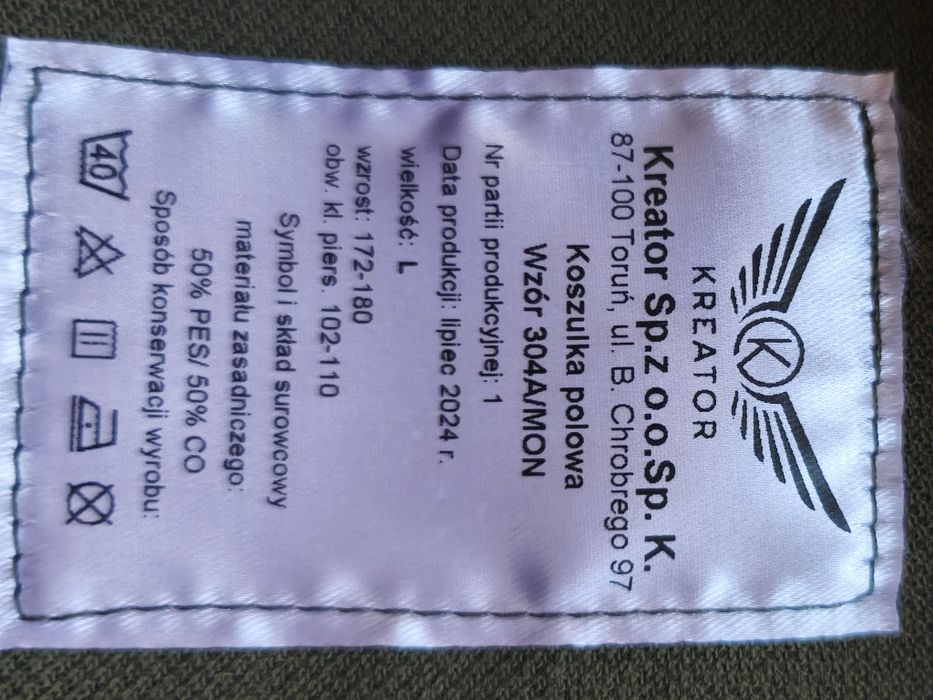 K
KREATOR
Kreator Sp.z o.o.Sp. K.
87-100 Toruń, ul. B. Chrobrego 97
Koszulka polowa
Wzór 304A/MON
Nr partii produkcyjnej: 1
Data produkcji: lipiec 2024 r.
wielkość: L
wzrost: 172-180
obw. kl. piers. 102-110
Symbol i skład surowcowy
materiału zasadniczego:
50% PES/ 50% CO
Sposób konserwacji wyrobu:
40